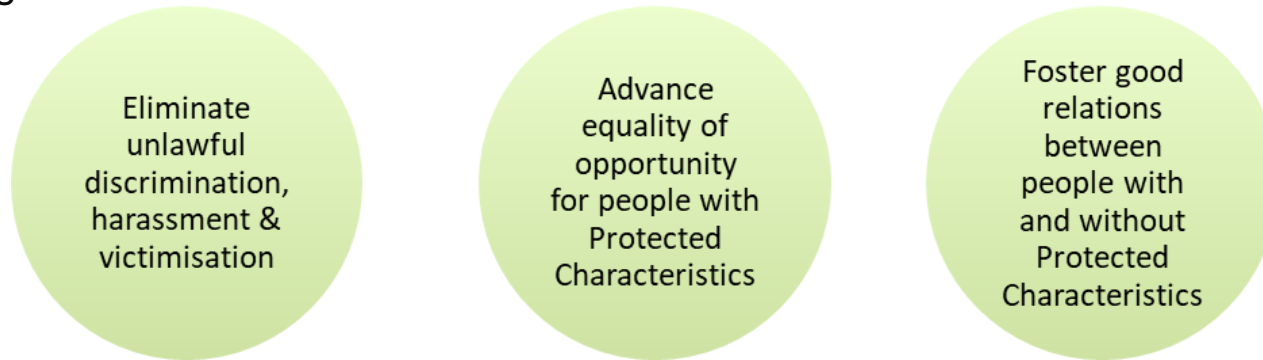 Eliminate
unlawful
discrimination,
harassment &
victimisation
Advance
equality of
opportunity
for people with
Protected
Characteristics
Foster good
relations
between
people with
and without
Protected
Characteristics